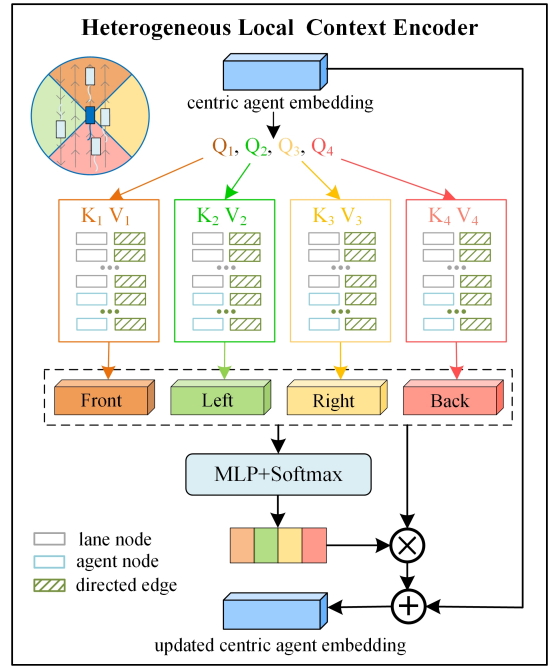 Heterogeneous Local Context Encoder
centric agent embedding
Q1, Q2, Q3, Q4
K1 V1 K2 V2 K3 V3 K4 V4
Front Left Right Back
MLP+Softmax
lane node
agent node
directed edge
updated centric agent embedding